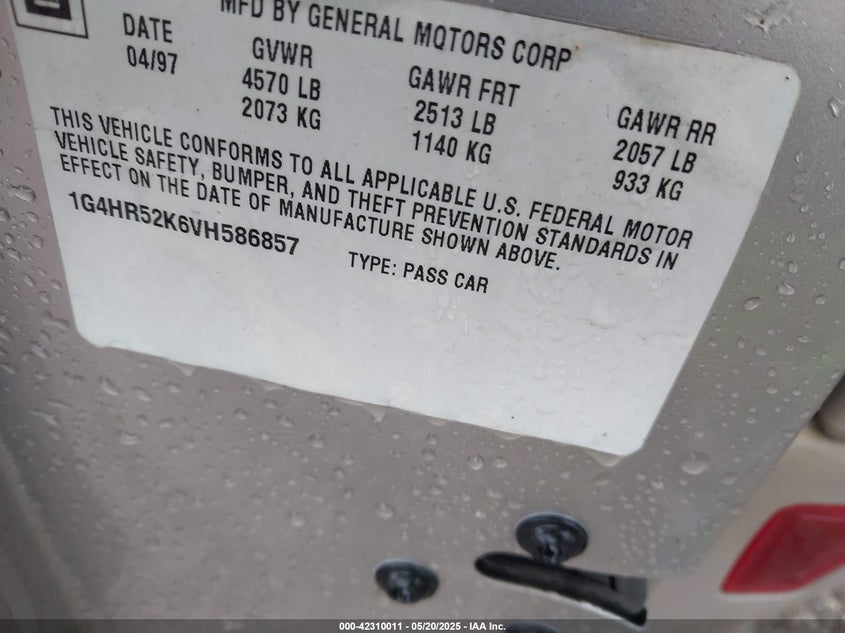 MFD BY GENERAL MOTORS CORP
DATE GVWR GAWR FRT GAWR RR
04/97 4570 LB 2513 LB 2057 LB
2073 KG 1140 KG 933 KG
THIS VEHICLE CONFORMS TO ALL APPLICABLE U.S. FEDERAL MOTOR
VEHICLE SAFETY, BUMPER, AND THEFT PREVENTION STANDARDS IN
EFFECT ON THE DATE OF MANUFACTURE SHOWN ABOVE.
1G4HR52K6VH586857 TYPE: PASS CAR
000-42310011 - 05/20/2025 - IAA Inc.